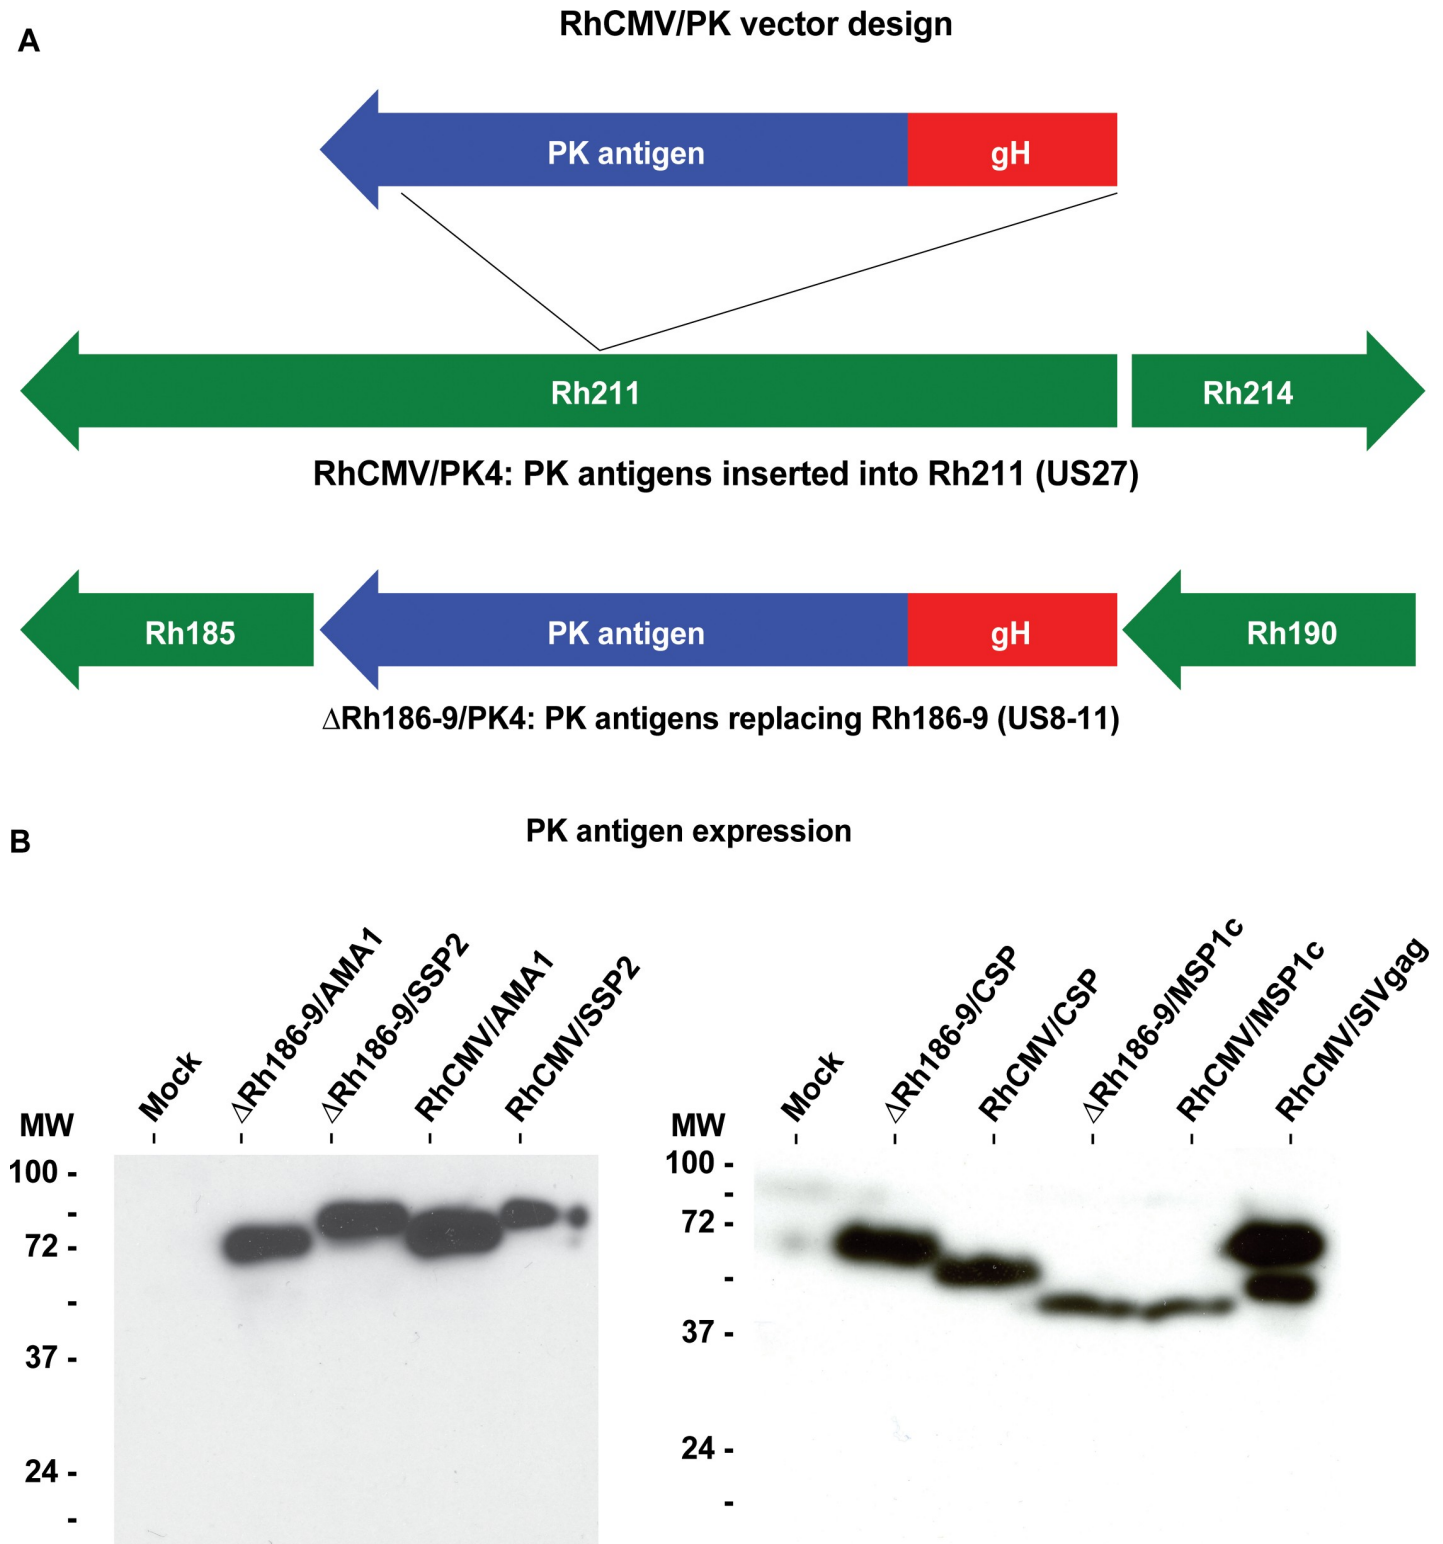 A
RhCMV/PK vector design
PK antigen gH
Rh211 Rh214
RhCMV/PK4: PK antigens inserted into Rh211 (US27)
Rh185 PK antigen gH Rh190
ΔRh186-9/PK4: PK antigens replacing Rh186-9 (US8-11)
B
PK antigen expression
Mock
ΔRh186-9/AMA1
ΔRh186-9/SSP2
RhCMV/AMA1
RhCMV/SSP2
MW
100 -
-
72 -
-
37 -
24 -
-
Mock
ΔRh186-9/CSP
RhCMV/CSP
ΔRh186-9/MSP1c
RhCMV/MSP1c
RhCMV/SIVgag
MW
100 -
-
72 -
-
37 -
24 -
-